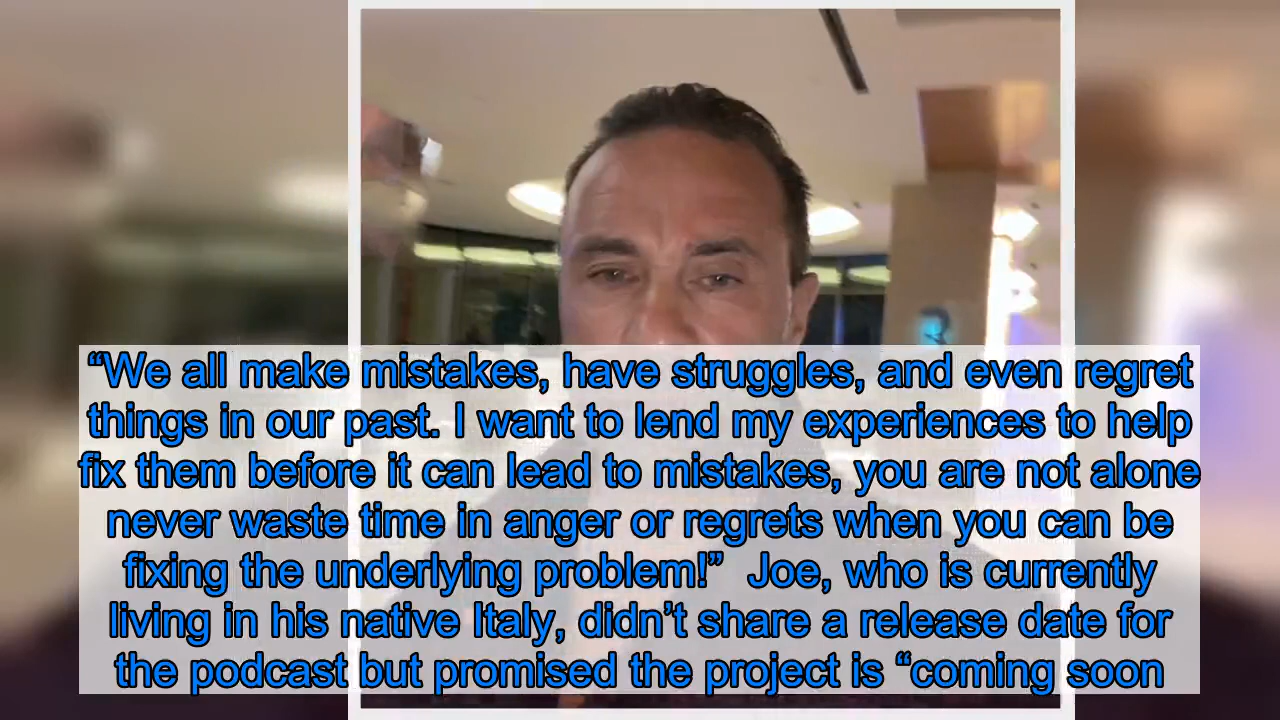 “We all make mistakes, have struggles, and even regret
things in our past. I want to lend my experiences to help
fix them before it can lead to mistakes, you are not alone
never waste time in anger or regrets when you can be
fixing the underlying problem!”  Joe, who is currently
living in his native Italy, didn’t share a release date for
the podcast but promised the project is “coming soon